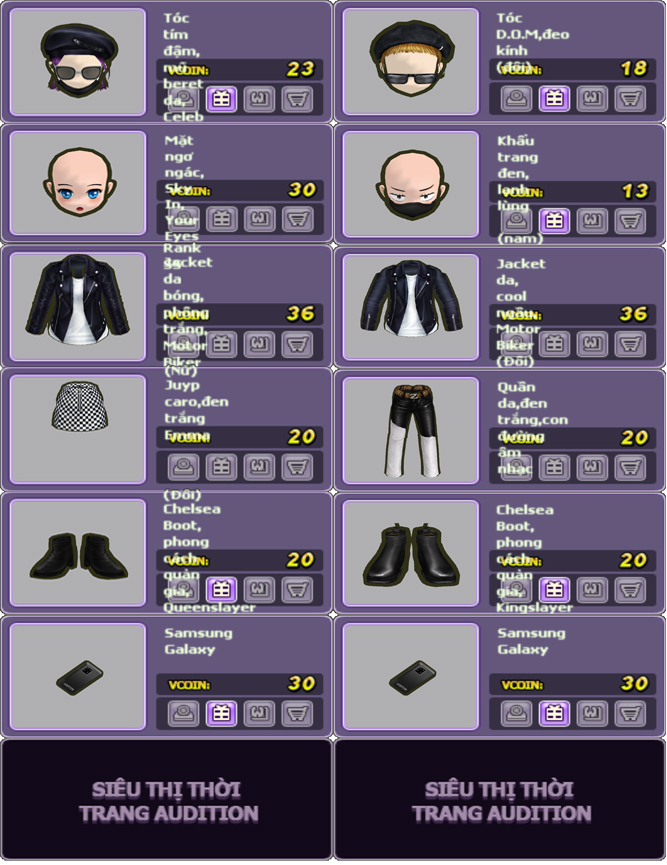 Tóc
tím
đậm,
mũ
beret
da,
Celeb
VCOIN: 23
Tóc
D.O.M,đeo
kính
(đôi)
VCOIN: 18
Mặt
ngơ
ngác,
Sky
In,
Your
Eyes
VCOIN: 30
Khẩu
trang
đen,
lạnh
lùng
(nam)
VCOIN: 13
Rank
Jacket
da
bóng,
phông
trắng,
Motor
Biker
(Nữ)
VCOIN: 36
Jacket
da,
cool
Motor
Biker
(Đôi)
VCOIN: 36
Juyp
caro,đen
trắng
Emma
VCOIN: 20
Quần
da,đen
trắng,con
đường
âm
nhạc
VCOIN: 20
(Đôi)
Chelsea
Boot,
phong
cách
quản
gia,
Queenslayer
VCOIN: 20
Chelsea
Boot,
phong
cách
quản
gia,
Kingslayer
VCOIN: 20
Samsung
Galaxy
VCOIN: 30
Samsung
Galaxy
VCOIN: 30
SIÊU THỊ THỜI
TRANG AUDITION
SIÊU THỊ THỜI
TRANG AUDITION